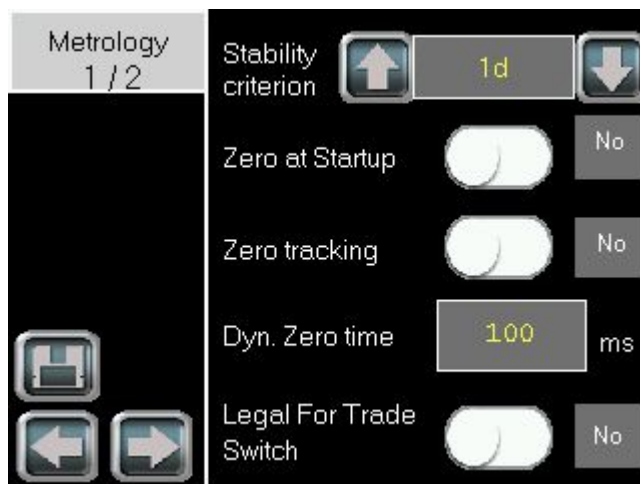 Metrology
1 / 2
Stability
criterion
1d
Zero at Startup
No
Zero tracking
No
Dyn. Zero time
100
ms
Legal For Trade
Switch
No